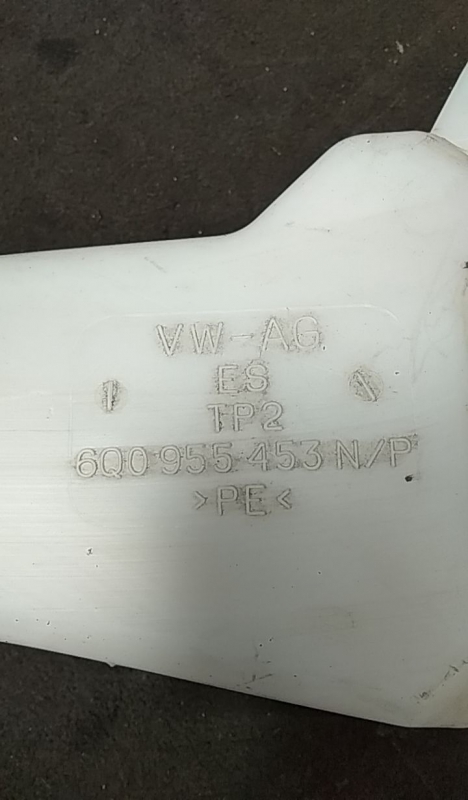 VW-AG
ES
TP2
6Q0 955 453 N/P
>PE<